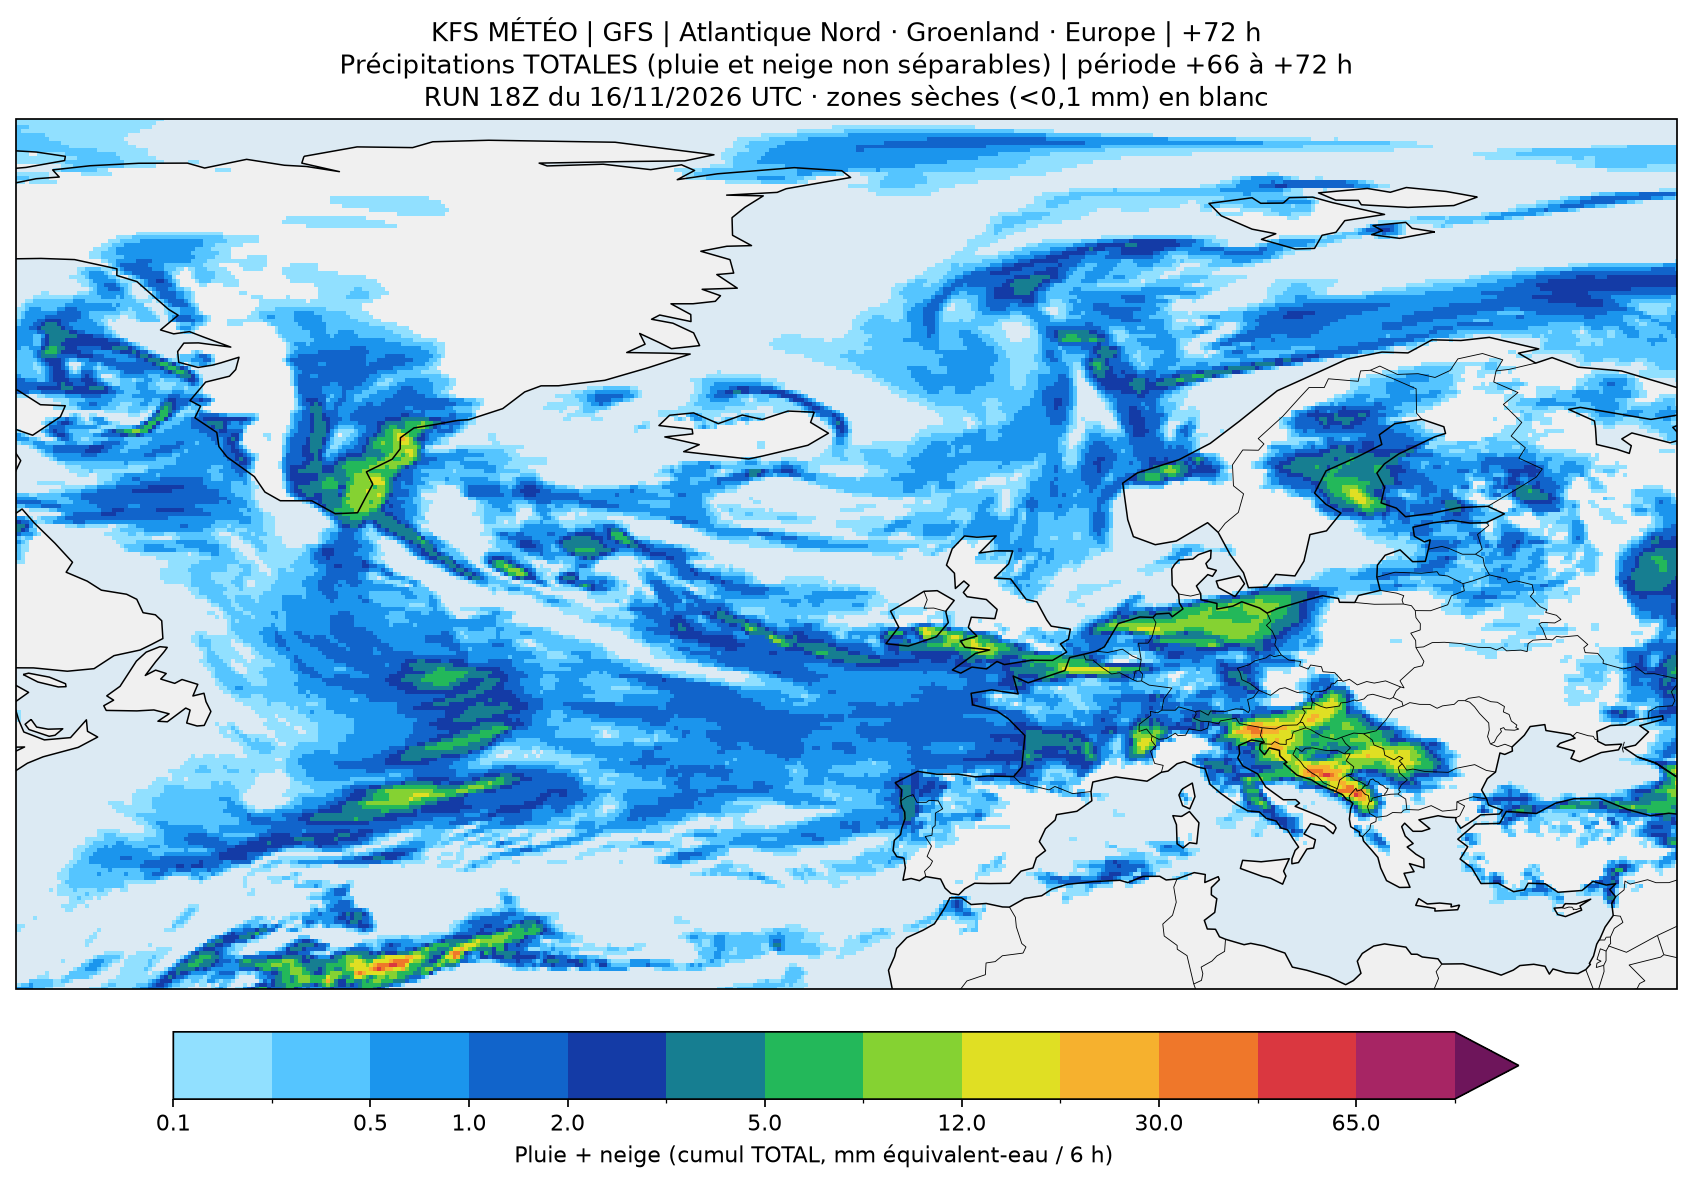 KFS MÉTÉO | GFS | Atlantique Nord · Groenland · Europe | +72 h
Précipitations TOTALES (pluie et neige non séparables) | période +66 à +72 h
RUN 18Z du 16/11/2026 UTC · zones sèches (<0,1 mm) en blanc
0.1 0.5 1.0 2.0 5.0 12.0 30.0 65.0
Pluie + neige (cumul TOTAL, mm équivalent-eau / 6 h)